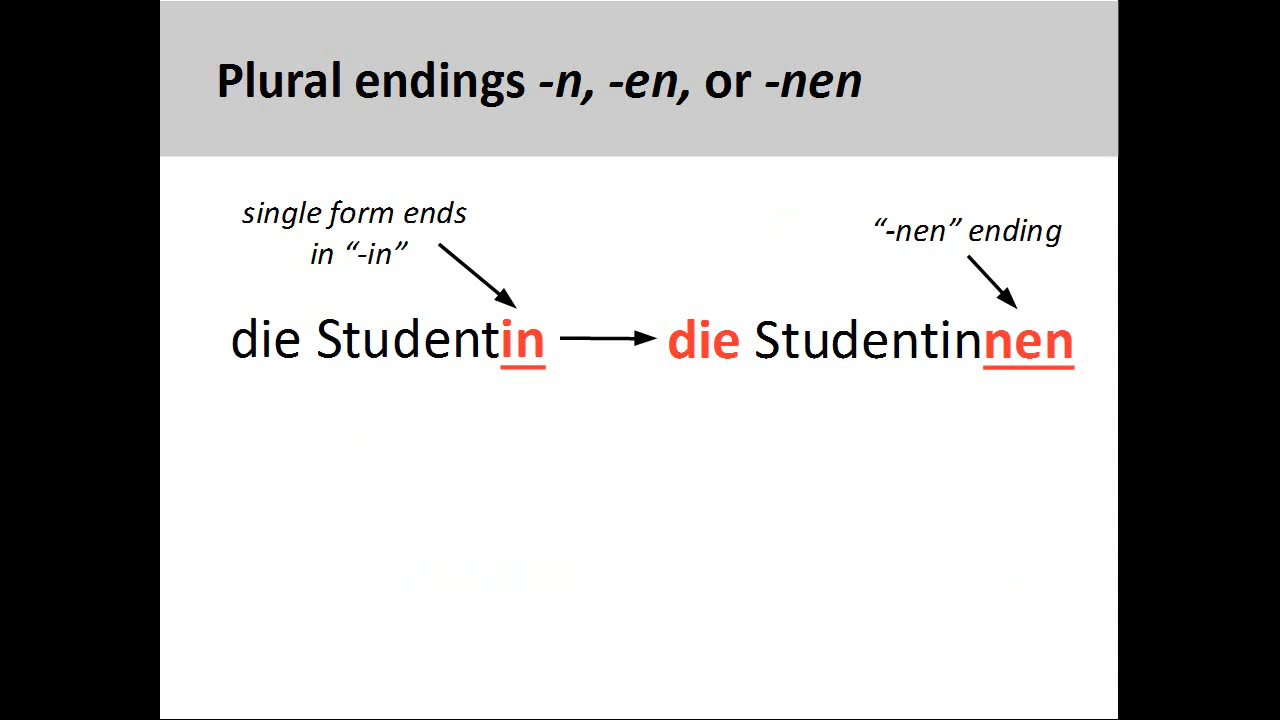 Plural endings -n, -en, or -nen
single form ends
in “-in”
“-nen” ending
die Studentin
die Studentinnen